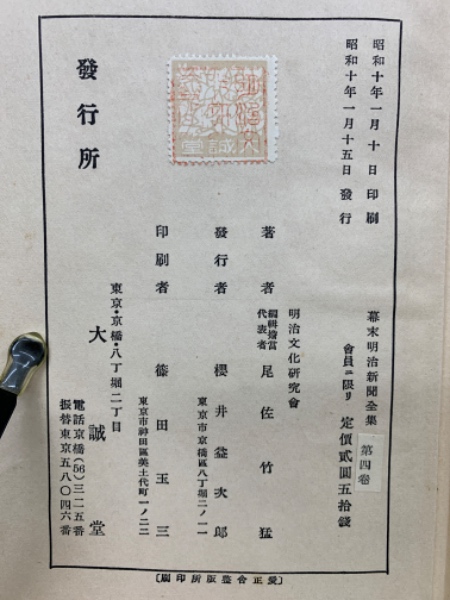 昭和十年一月十日印刷
昭和十年一月十五日發行
幕末明治新聞全集
第四卷
會員ニ限リ 定價貳圓五拾錢
著者
明治文化研究會
編輯擔當
代表者
尾佐竹猛
發行者 櫻井益次郎
東京市京橋區八丁堀二ノ一一
印刷者 篠田玉三
東京市神田區美土代町一ノ二二
發行所
東京・京橋・八丁堀二丁目
大誠堂
電話京橋(56)三二二五番
振替東京五八〇四六番
〔愛正會整版所印刷〕